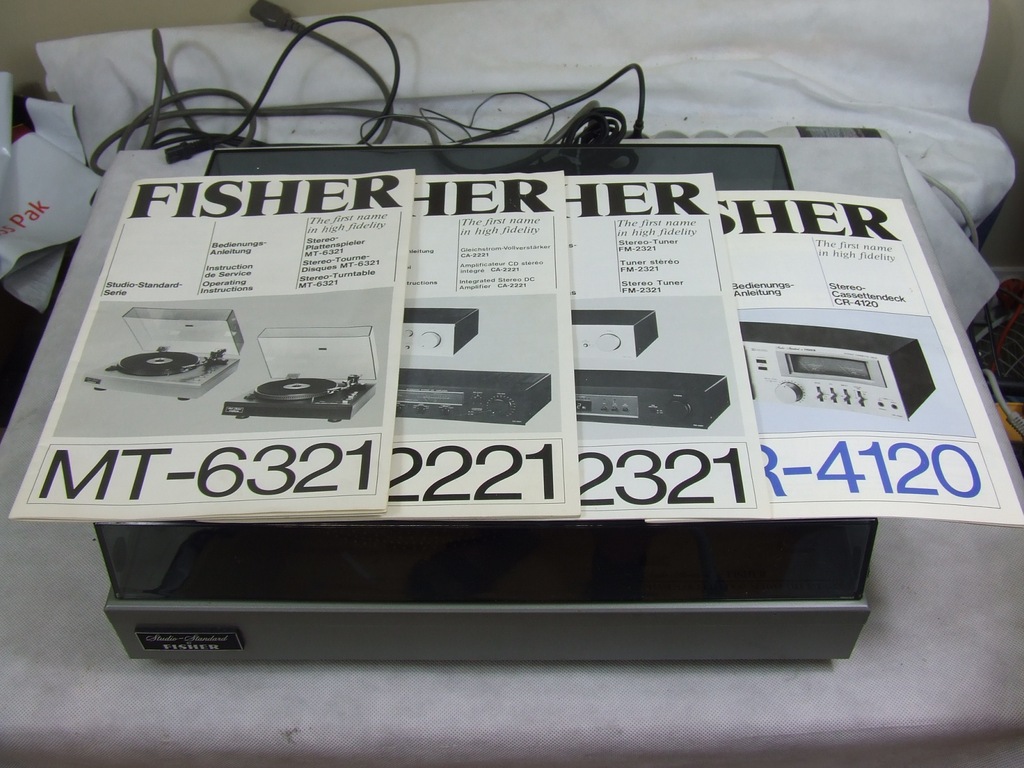 FISHER
The first name
in high fidelity
Bedienungs-
Anleitung
Instruction
de Service
Operating
Instructions
Studio-Standard-
Serie
Stereo-
Plattenspieler
MT-6321
Stereo-Tourne-
Disques MT-6321
Stereo-Turntable
MT-6321
MT-6321
HER
The first name
in high fidelity
Gleichstrom-Vollverstärker
CA-2221
Amplificateur CD stéréo
intégré CA-2221
Integrated Stereo DC
Amplifier CA-2221
2221
HER
The first name
in high fidelity
Stereo-Tuner
FM-2321
Tuner stéréo
FM-2321
Stereo Tuner
FM-2321
2321
SHER
The first name
in high fidelity
Bedienungs-
Anleitung
Stereo-
Cassettendeck
CR-4120
R-4120
Studio-Standard
FISHER
Pak